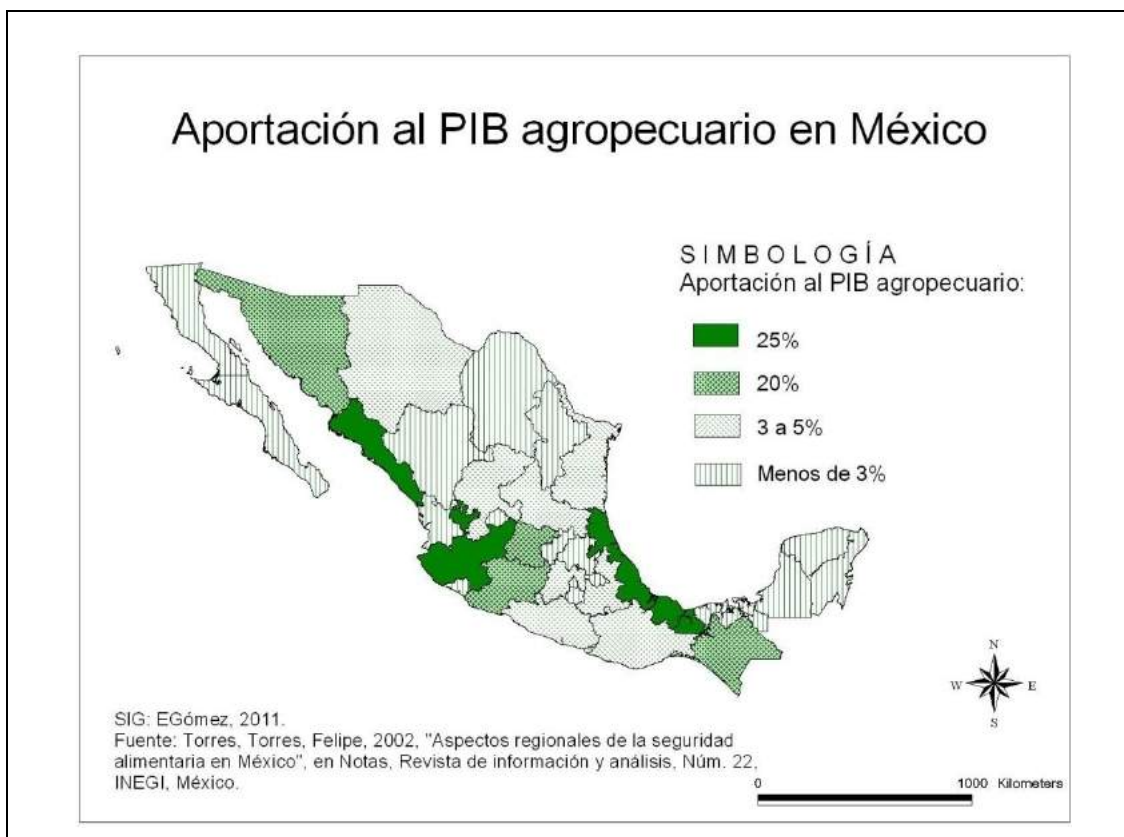 Aportación al PIB agropecuario en México
SIMBOLOGÍA
Aportación al PIB agropecuario:
25%
20%
3 a 5%
Menos de 3%
N
W
E
S
SIG: EGómez, 2011.
Fuente: Torres, Torres, Felipe, 2002, "Aspectos regionales de la seguridad
alimentaria en México", en Notas, Revista de información y análisis, Núm. 22,
INEGI, México.
0
1000 Kilometers